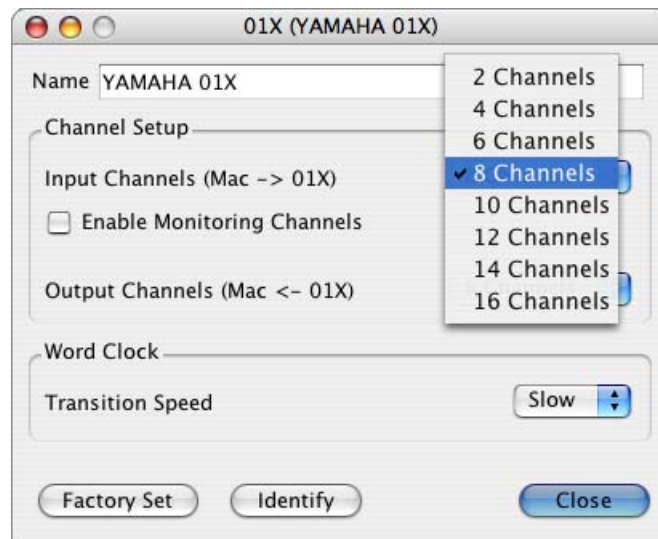 01X (YAMAHA 01X)
Name YAMAHA 01X
Channel Setup
Input Channels (Mac -> 01X)
Enable Monitoring Channels
Output Channels (Mac <- 01X)
2 Channels
4 Channels
6 Channels
✓ 8 Channels
10 Channels
12 Channels
14 Channels
16 Channels
Word Clock
Transition Speed Slow
Factory Set Identify Close